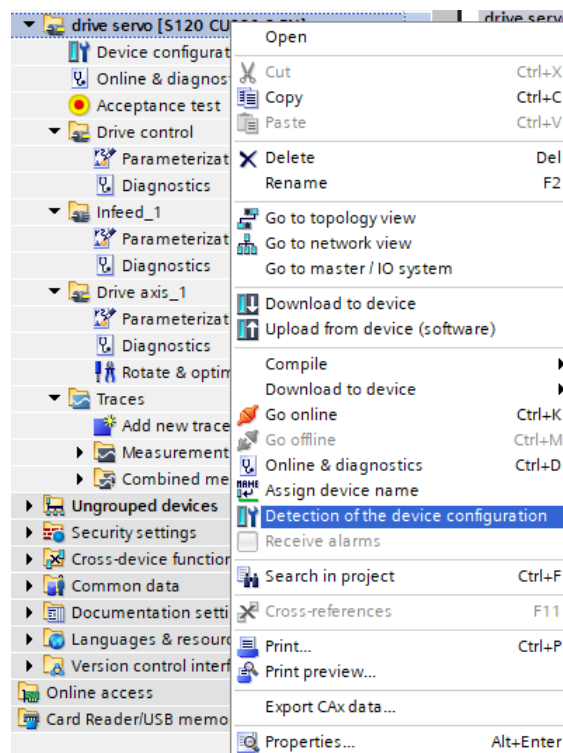 drive servo
drive servo [S120 CU
Device configurat
Online & diagnos
Acceptance test
Drive control
Parameterizat
Diagnostics
Infeed_1
Parameterizat
Diagnostics
Drive axis_1
Parameterizat
Diagnostics
Rotate & optim
Traces
Add new trace
Measurement
Combined me
Ungrouped devices
Security settings
Cross-device function
Common data
Documentation setti
Languages & resourc
Version control interf
Online access
Card Reader/USB memo
Open
Cut Ctrl+X
Copy Ctrl+C
Paste Ctrl+V
Delete Del
Rename F2
Go to topology view
Go to network view
Go to master / IO system
Download to device
Upload from device (software)
Compile
Download to device
Go online Ctrl+K
Go offline Ctrl+M
Online & diagnostics Ctrl+D
NAME
Assign device name
Detection of the device configuration
Receive alarms
Search in project Ctrl+F
Cross-references F11
Print... Ctrl+P
Print preview...
Export CAx data...
Properties... Alt+Enter